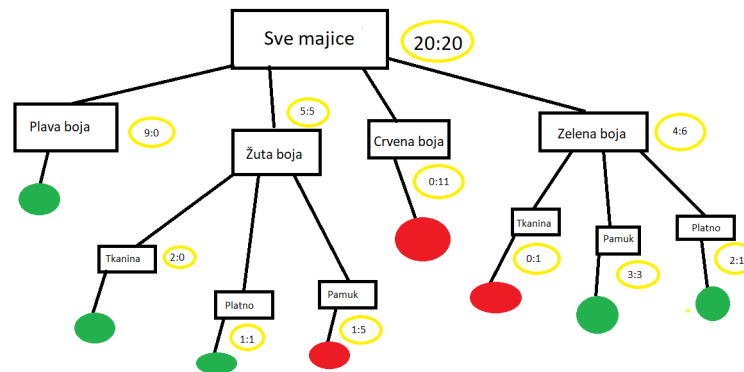 Sve majice
20:20
Plava boja
9:0
Žuta boja
5:5
Crvena boja
0:11
Zelena boja
4:6
Tkanina
2:0
Platno
1:1
Pamuk
1:5
Tkanina
0:1
Pamuk
3:3
Platno
2:1